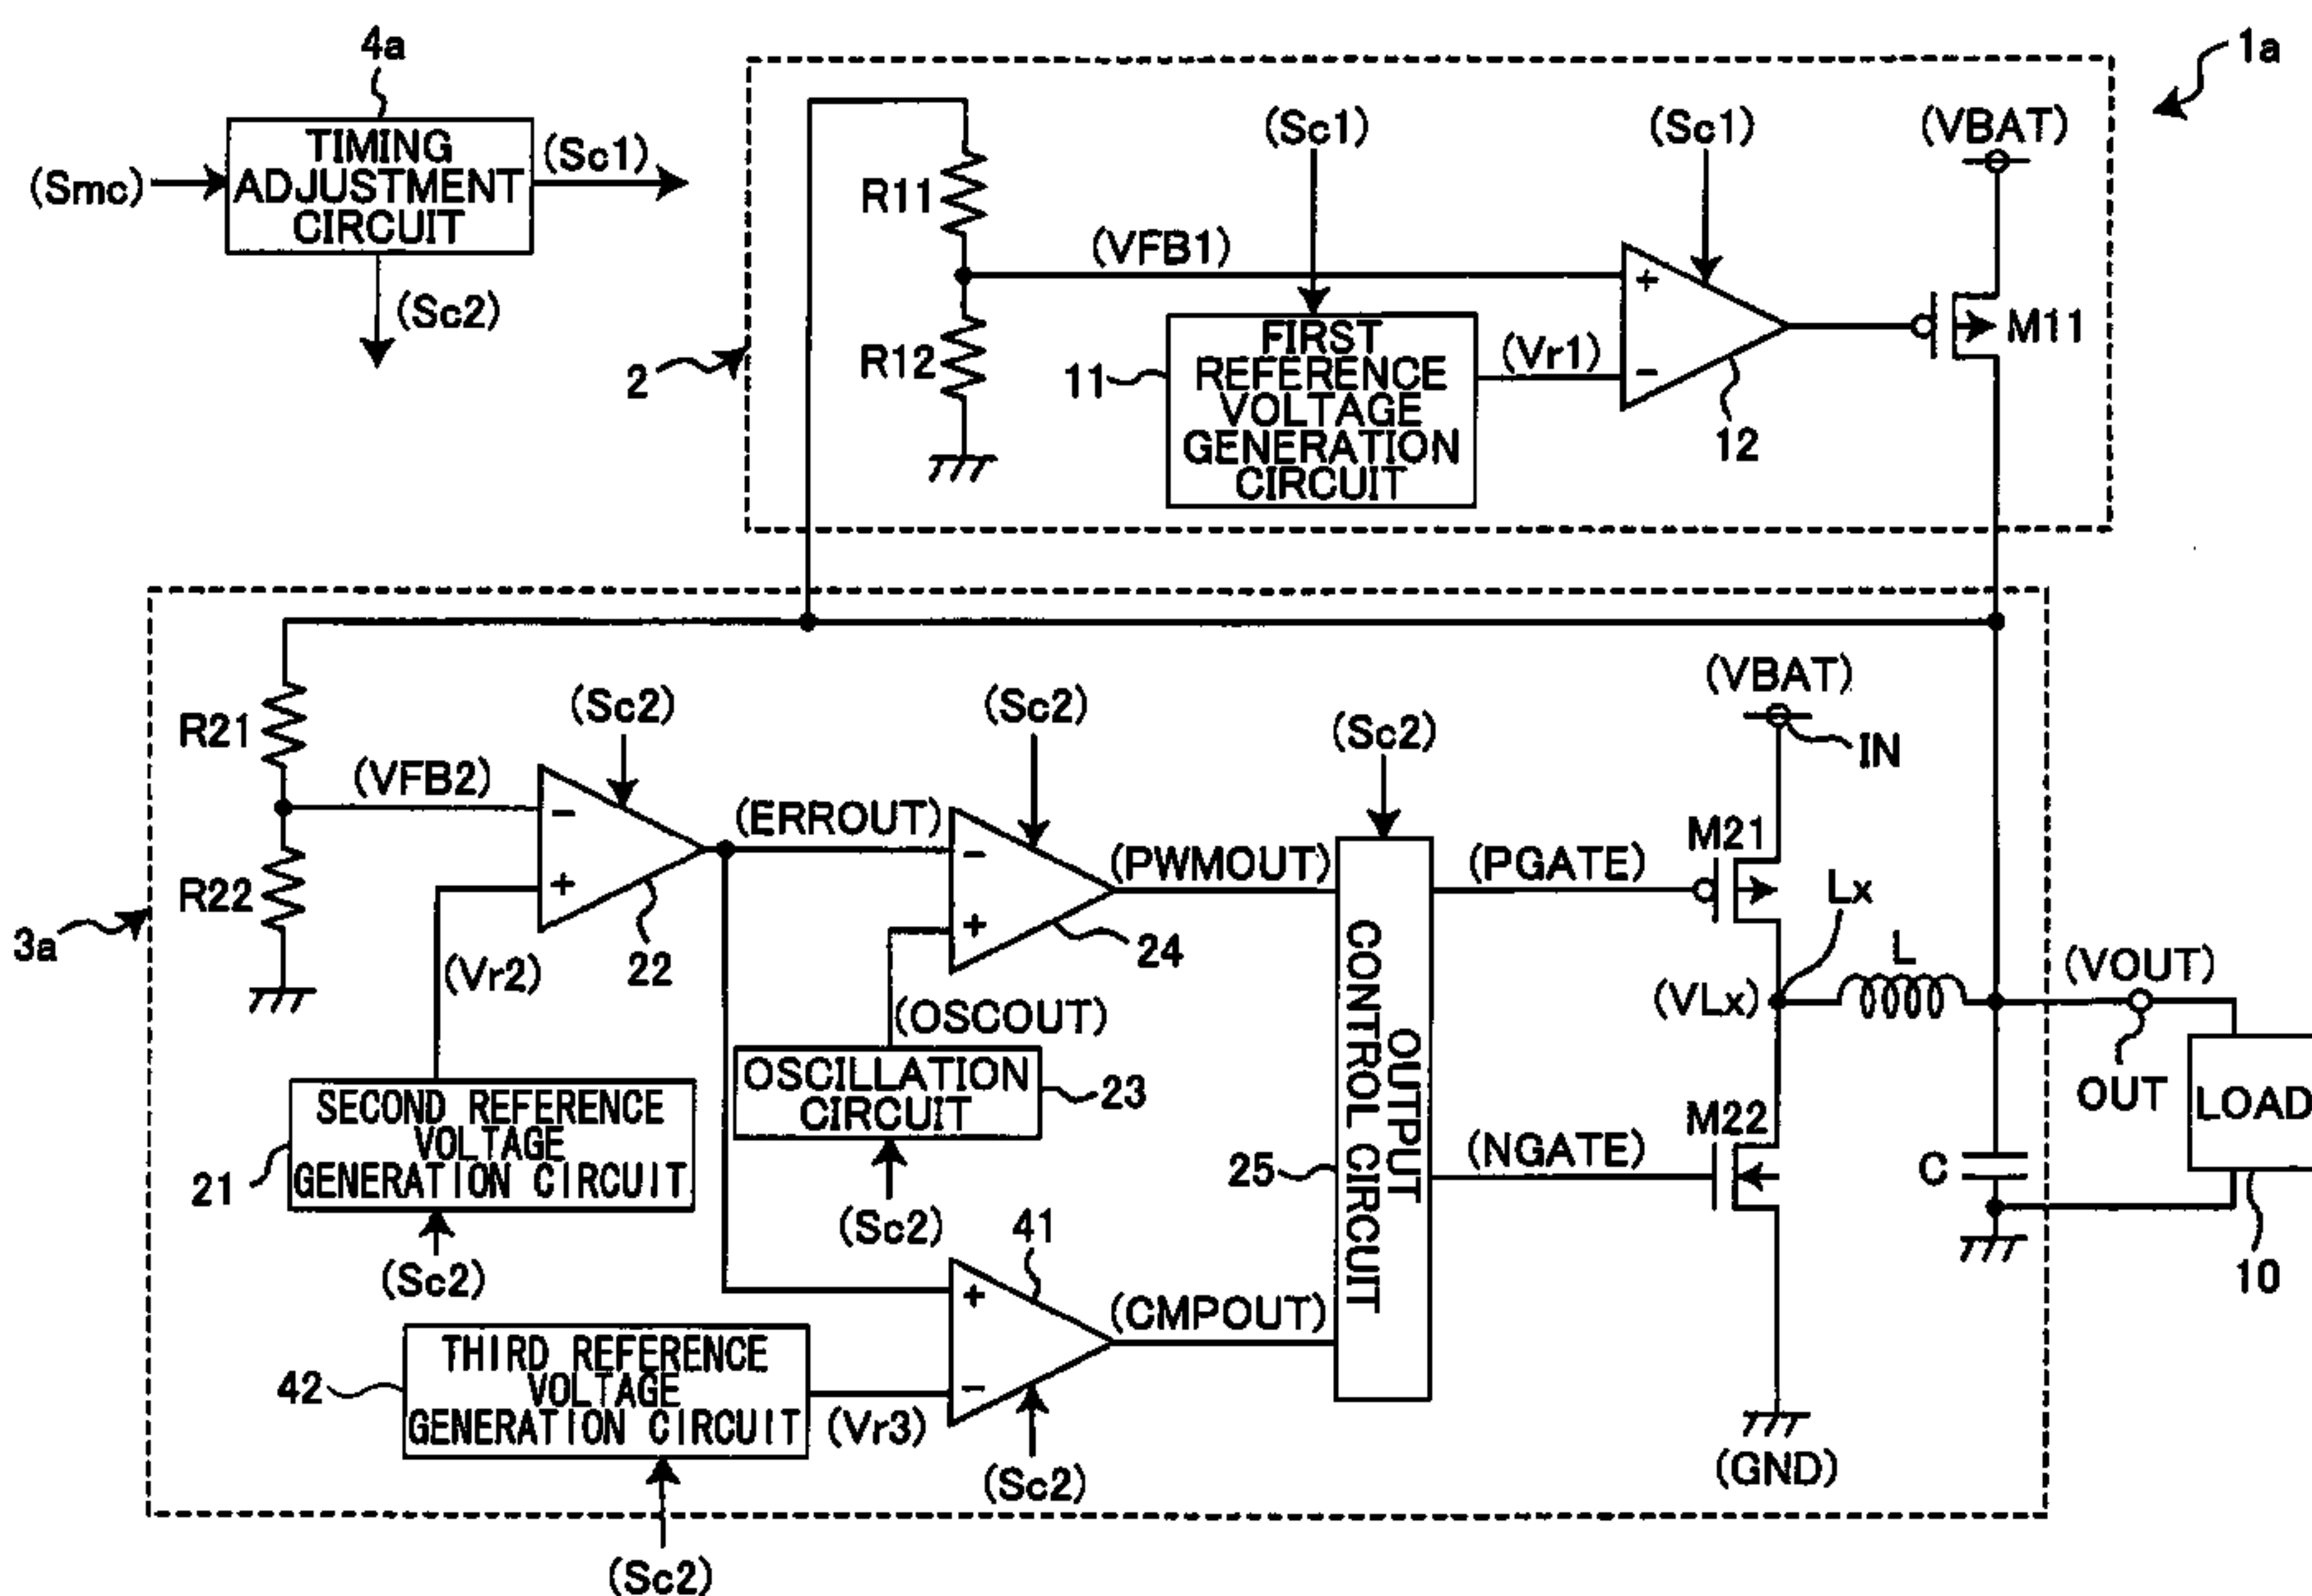 4a
1a
TIMING
ADJUSTMENT
CIRCUIT
(Smc)
(Sc1)
(Sc2)
(Sc1)
(Sc1)
(VBAT)
R11
(VFB1)
+
M11
2
R12
11
FIRST
REFERENCE
VOLTAGE
GENERATION
CIRCUIT
(Vr1)
-
12
(VBAT)
IN
R21
(Sc2)
(Sc2)
(Sc2)
(VFB2)
-
(ERROUT)
-
(PWMOUT)
(PGATE)
M21
Lx
R22
+
22
+
24
3a
(Vr2)
(OSCOUT)
OUTPUT
CONTROL CIRCUIT
(VLx)
L
(VOUT)
OUT
LOAD
10
SECOND REFERENCE
VOLTAGE
GENERATION CIRCUIT
21
(Sc2)
OSCILLATION
CIRCUIT
23
(Sc2)
25
(NGATE)
M22
C
41
+
(CMPOUT)
42
THIRD REFERENCE
VOLTAGE
GENERATION CIRCUIT
(Vr3)
-
(Sc2)
(GND)
(Sc2)